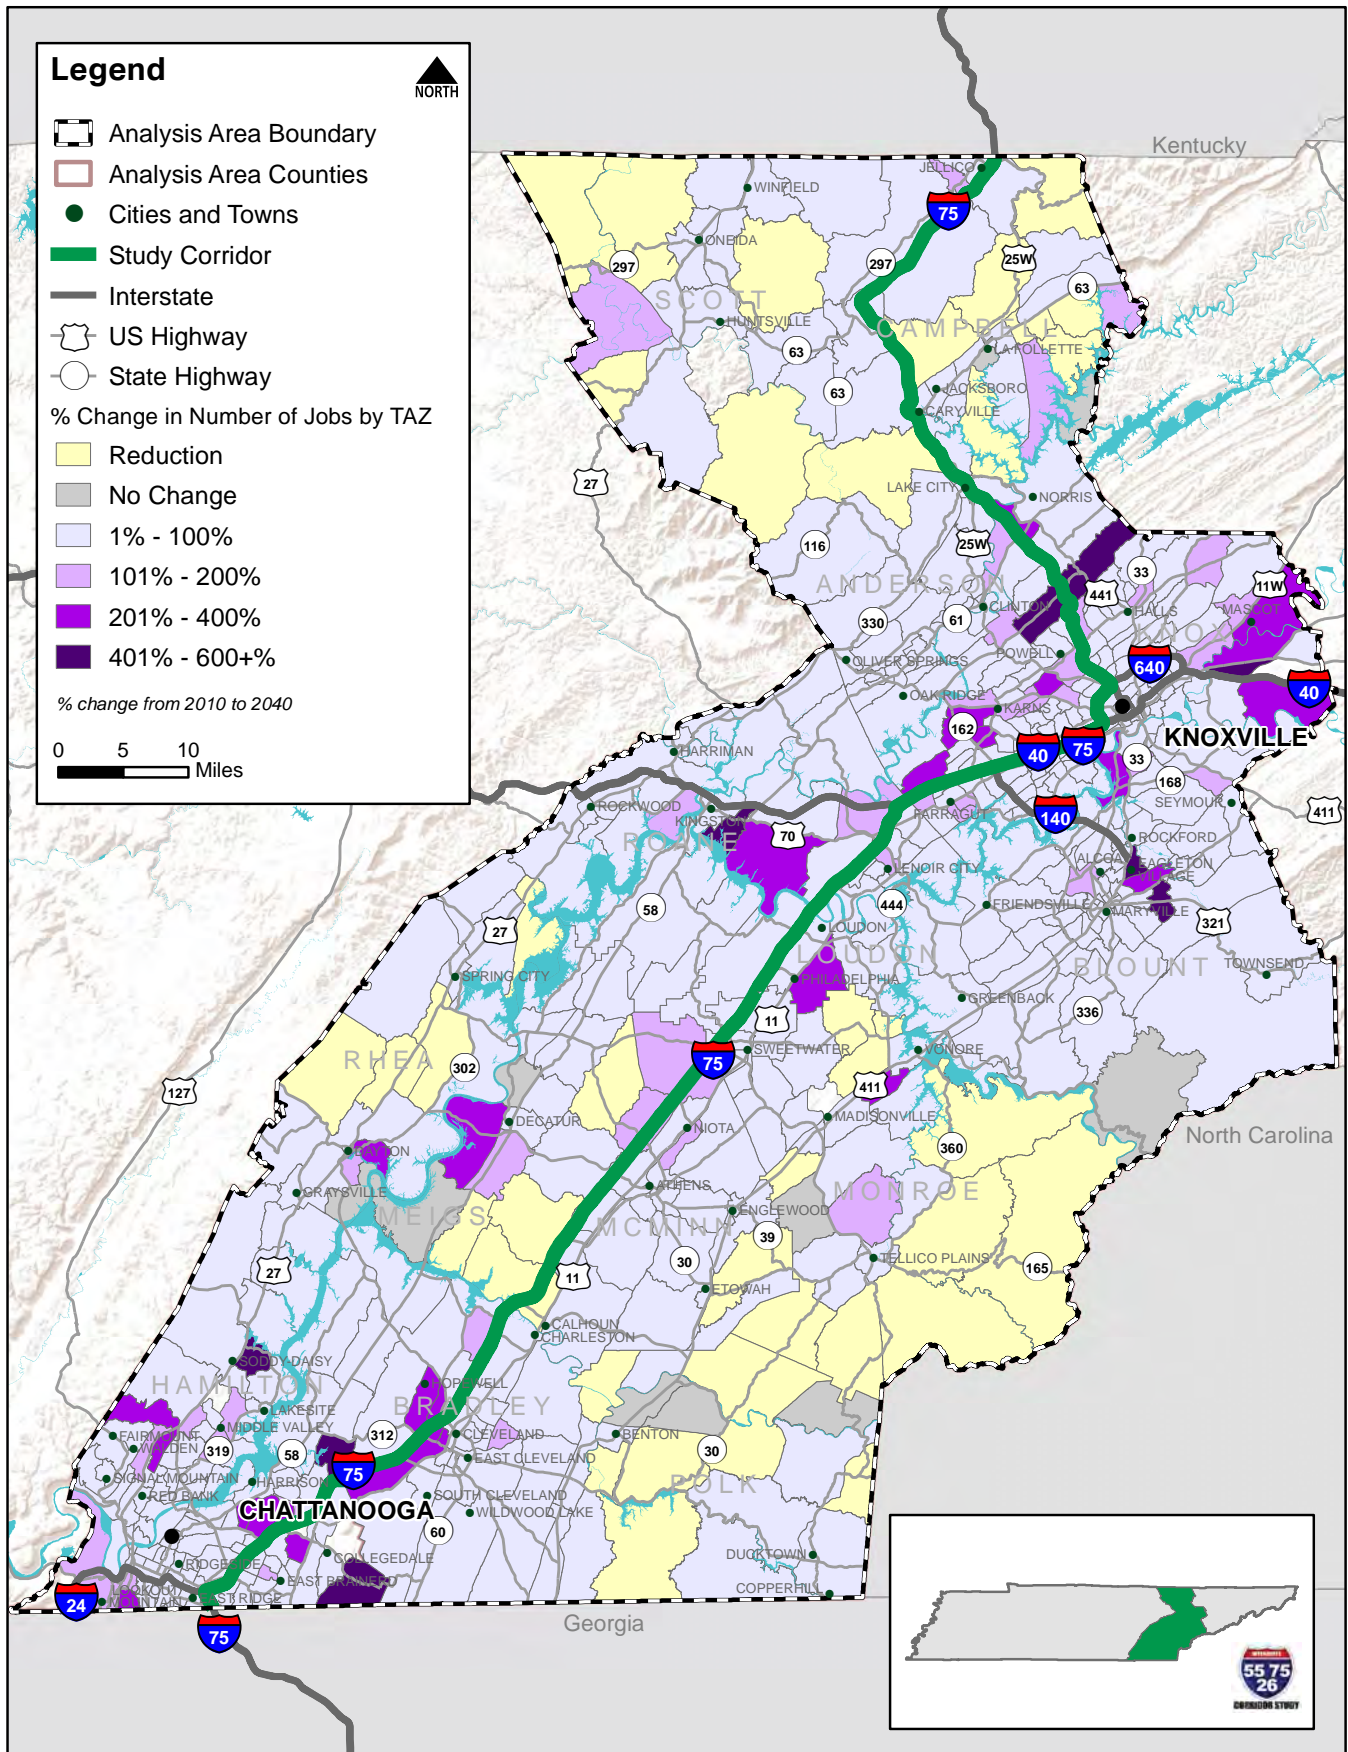 Legend
NORTH
Analysis Area Boundary
Analysis Area Counties
Cities and Towns
Study Corridor
Interstate
US Highway
State Highway
% Change in Number of Jobs by TAZ
Reduction
No Change
1% - 100%
101% - 200%
201% - 400%
401% - 600+%
% change from 2010 to 2040
0 5 10
Miles
Kentucky
JELLICO
WINFIELD
75
ONEIDA
297
297
25W
63
SCOTT
HUNTSVILLE
CAMPBELL
63
LA FOLLETTE
63
JACKSBORO
CARYVILLE
27
LAKE CITY
NORRIS
116
25W
33
11W
ANDERSON
441
CLINTON
HALLS
MASCOT
330
61
KNOX
POWELL
OLIVER SPRINGS
640
40
OAK RIDGE
KARNS
162
KNOXVILLE
40
75
33
HARRIMAN
168
SEYMOUR
ROCKWOOD
KINGSTON
FARRAGUT
140
411
70
ROANE
ROCKFORD
ALCOA
EAGLETON
VILLAGE
LENOIR CITY
58
444
FRIENDSVILLE
MARYVILLE
321
27
LOUDON
LOUDON
BLOUNT
TOWNSEND
SPRING CITY
PHILADELPHIA
GREENBACK
336
11
RHEA
SWEETWATER
VONORE
75
302
411
127
MADISONVILLE
DECATUR
NIOTA
North Carolina
360
DAYTON
ATHENS
MONROE
GRAYSVILLE
MEIGS
MCMINN
ENGLEWOOD
39
TELLICO PLAINS
27
30
165
11
ETOWAH
CALHOUN
CHARLESTON
SODDY-DAISY
HAMILTON
HOPEWELL
BRADLEY
LAKESITE
MIDDLE VALLEY
FAIRMOUNT
WALDEN
319
58
312
CLEVELAND
BENTON
30
EAST CLEVELAND
SIGNAL MOUNTAIN
HARRISON
75
POLK
RED BANK
SOUTH CLEVELAND
CHATTANOOGA
WILDWOOD LAKE
60
RIDGESIDE
COLLEGEDALE
DUCKTOWN
EAST BRAINERD
COPPERHILL
LOOKOUT
MOUNTAIN
EAST RIDGE
24
75
Georgia
INTERSTATE
55 75
26
CORRIDOR STUDY